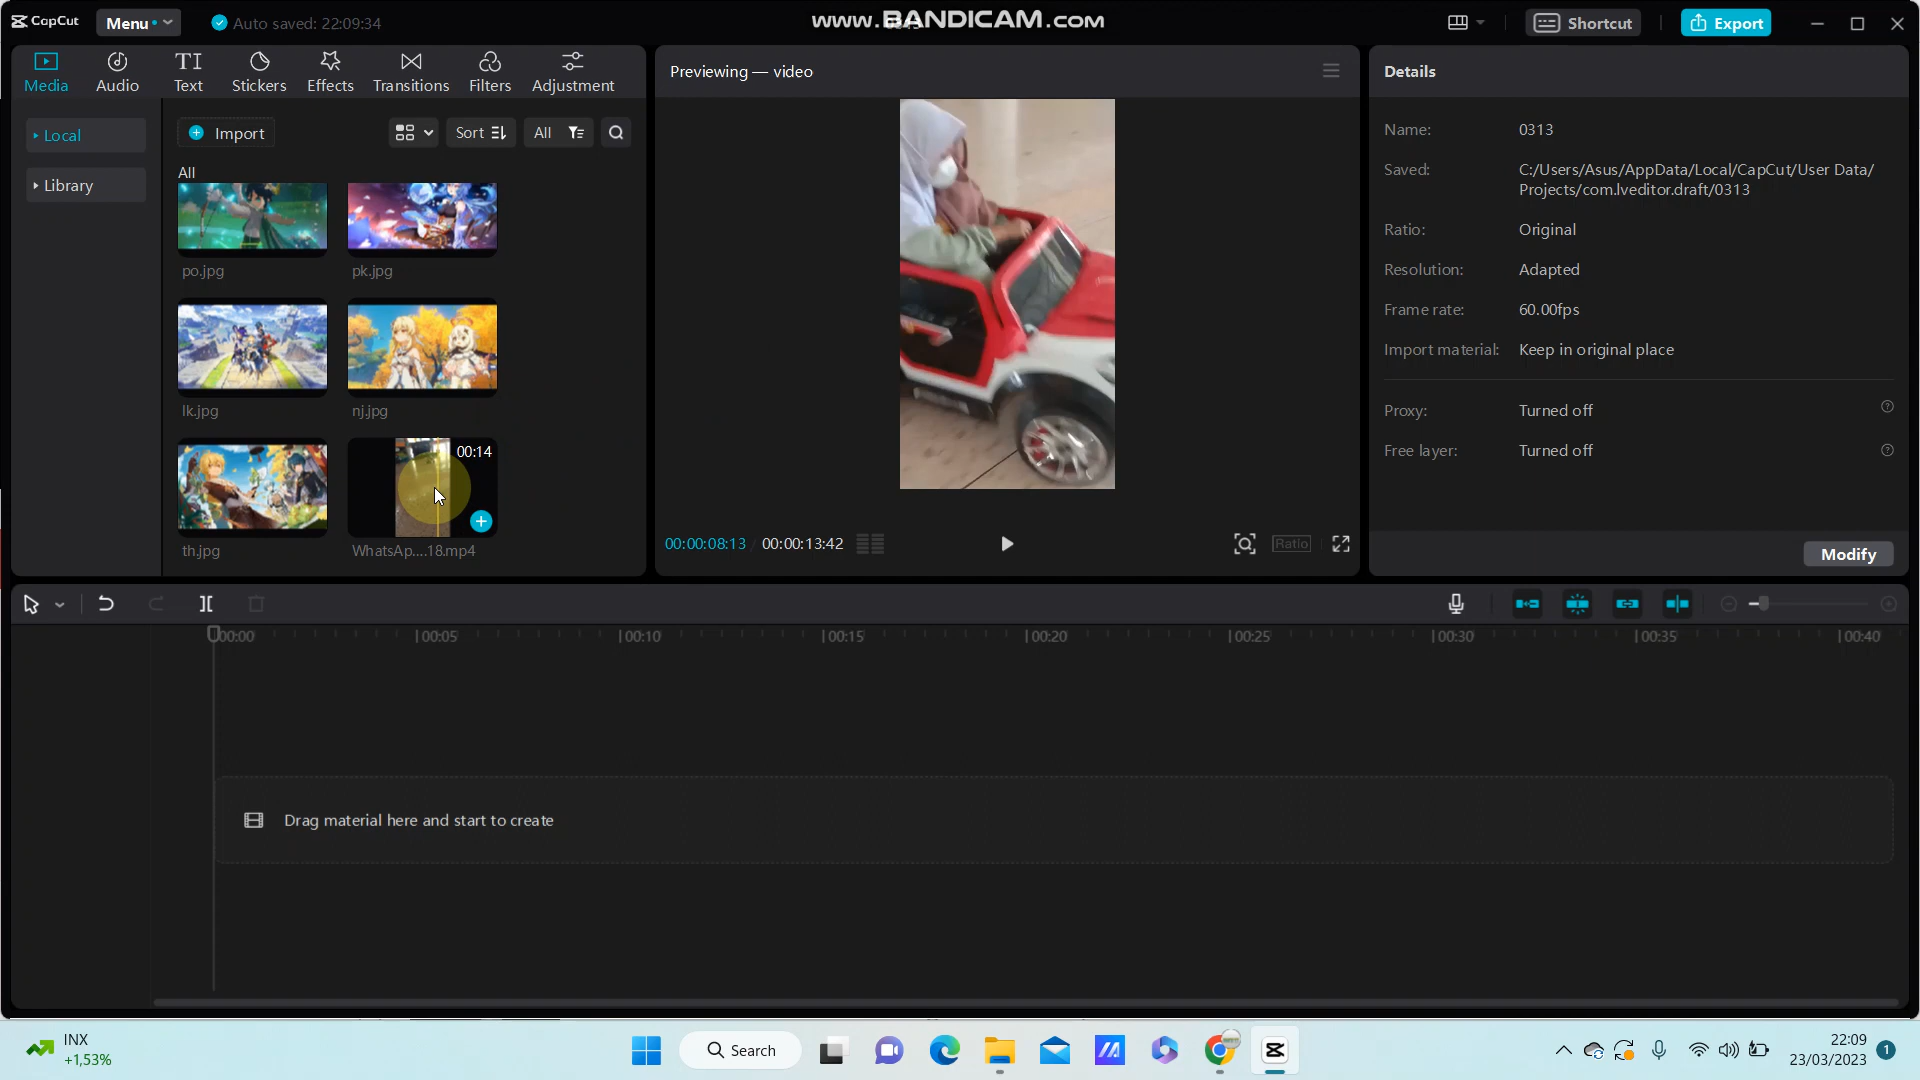 CapCut
Menu
Auto saved: 22:09:34
www.BANDICAM.com
Shortcut
Export
Media
Audio
TI
Text
Stickers
Effects
Transitions
Filters
Adjustment
Local
Library
Import
Sort
All
All
po.jpg
pk.jpg
lk.jpg
nj.jpg
th.jpg
00:14
WhatsAp....18.mp4
Previewing — video
00:00:08:13 / 00:00:13:42
Ratio
Details
Name: 0313
Saved: C:/Users/Asus/AppData/Local/CapCut/User Data/
Projects/com.lveditor.draft/0313
Ratio: Original
Resolution: Adapted
Frame rate: 60.00fps
Import material: Keep in original place
Proxy: Turned off
Free layer: Turned off
Modify
00:00 00:05 00:10 00:15 00:20 00:25 00:30 00:35 00:40
Drag material here and start to create
INX
+1,53%
Search
22:09
23/03/2023
1